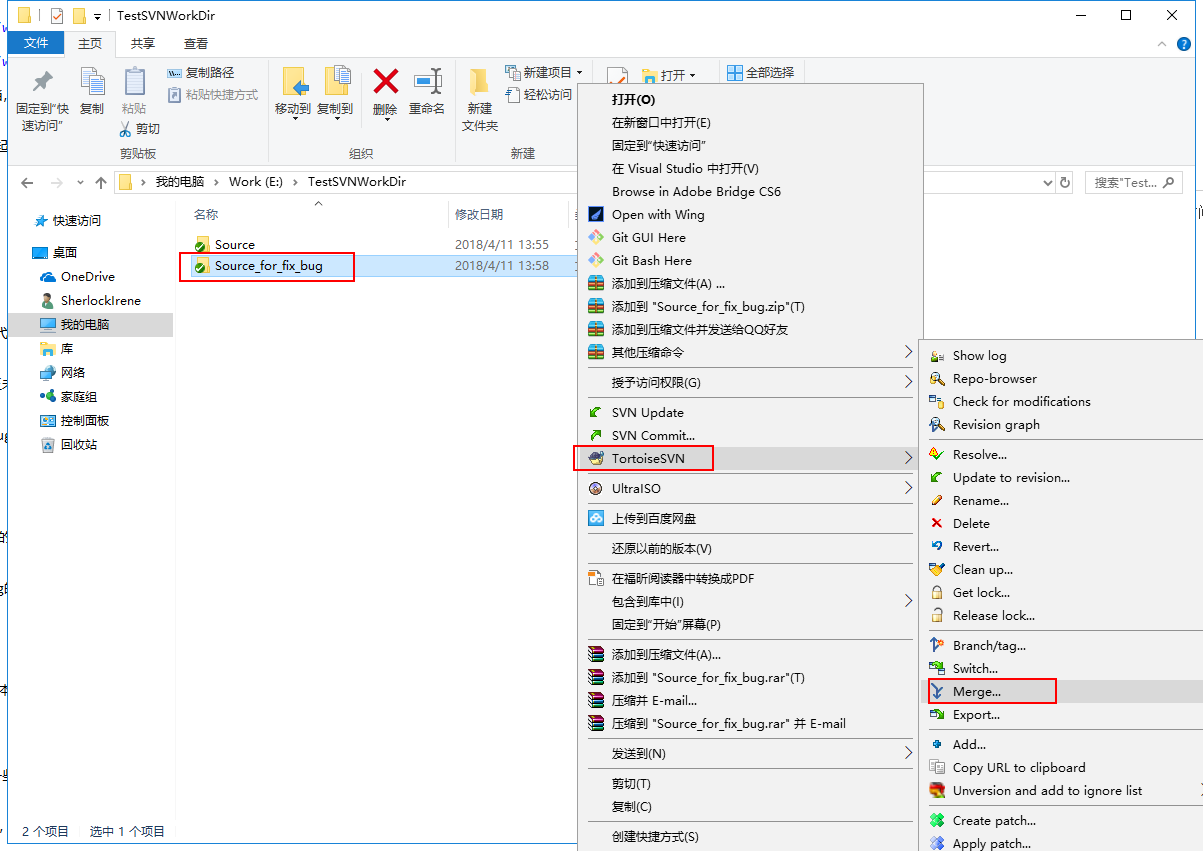 TestSVNWorkDir
文件 主页 共享 查看
固定到“快速访问”
复制
粘贴
复制路径
粘贴快捷方式
剪切
剪贴板
移动到
复制到
删除
重命名
组织
新建文件夹
新建项目
轻松访问
新建
打开
全部选择
我的电脑 › Work (E:) › TestSVNWorkDir
搜索"Test...
名称 修改日期
Source 2018/4/11 13:55
Source_for_fix_bug 2018/4/11 13:58
快速访问
桌面
OneDrive
SherlockIrene
我的电脑
库
网络
家庭组
控制面板
回收站
2 个项目 选中 1 个项目
打开(O)
在新窗口中打开(E)
固定到"快速访问"
在 Visual Studio 中打开(V)
Browse in Adobe Bridge CS6
Open with Wing
Git GUI Here
Git Bash Here
添加到压缩文件(A) ...
添加到 "Source_for_fix_bug.zip"(T)
添加到压缩文件并发送给QQ好友
其他压缩命令
授予访问权限(G)
SVN Update
SVN Commit...
TortoiseSVN
UltraISO
上传到百度网盘
还原以前的版本(V)
在福昕阅读器中转换成PDF
包含到库中(I)
固定到"开始"屏幕(P)
添加到压缩文件(A)...
添加到 "Source_for_fix_bug.rar"(T)
压缩并 E-mail...
压缩到 "Source_for_fix_bug.rar" 并 E-mail
发送到(N)
剪切(T)
复制(C)
创建快捷方式(S)
Show log
Repo-browser
Check for modifications
Revision graph
Resolve...
Update to revision...
Rename...
Delete
Revert...
Clean up...
Get lock...
Release lock...
Branch/tag...
Switch...
Merge...
Export...
Add...
Copy URL to clipboard
Unversion and add to ignore list
Create patch...
Apply patch...